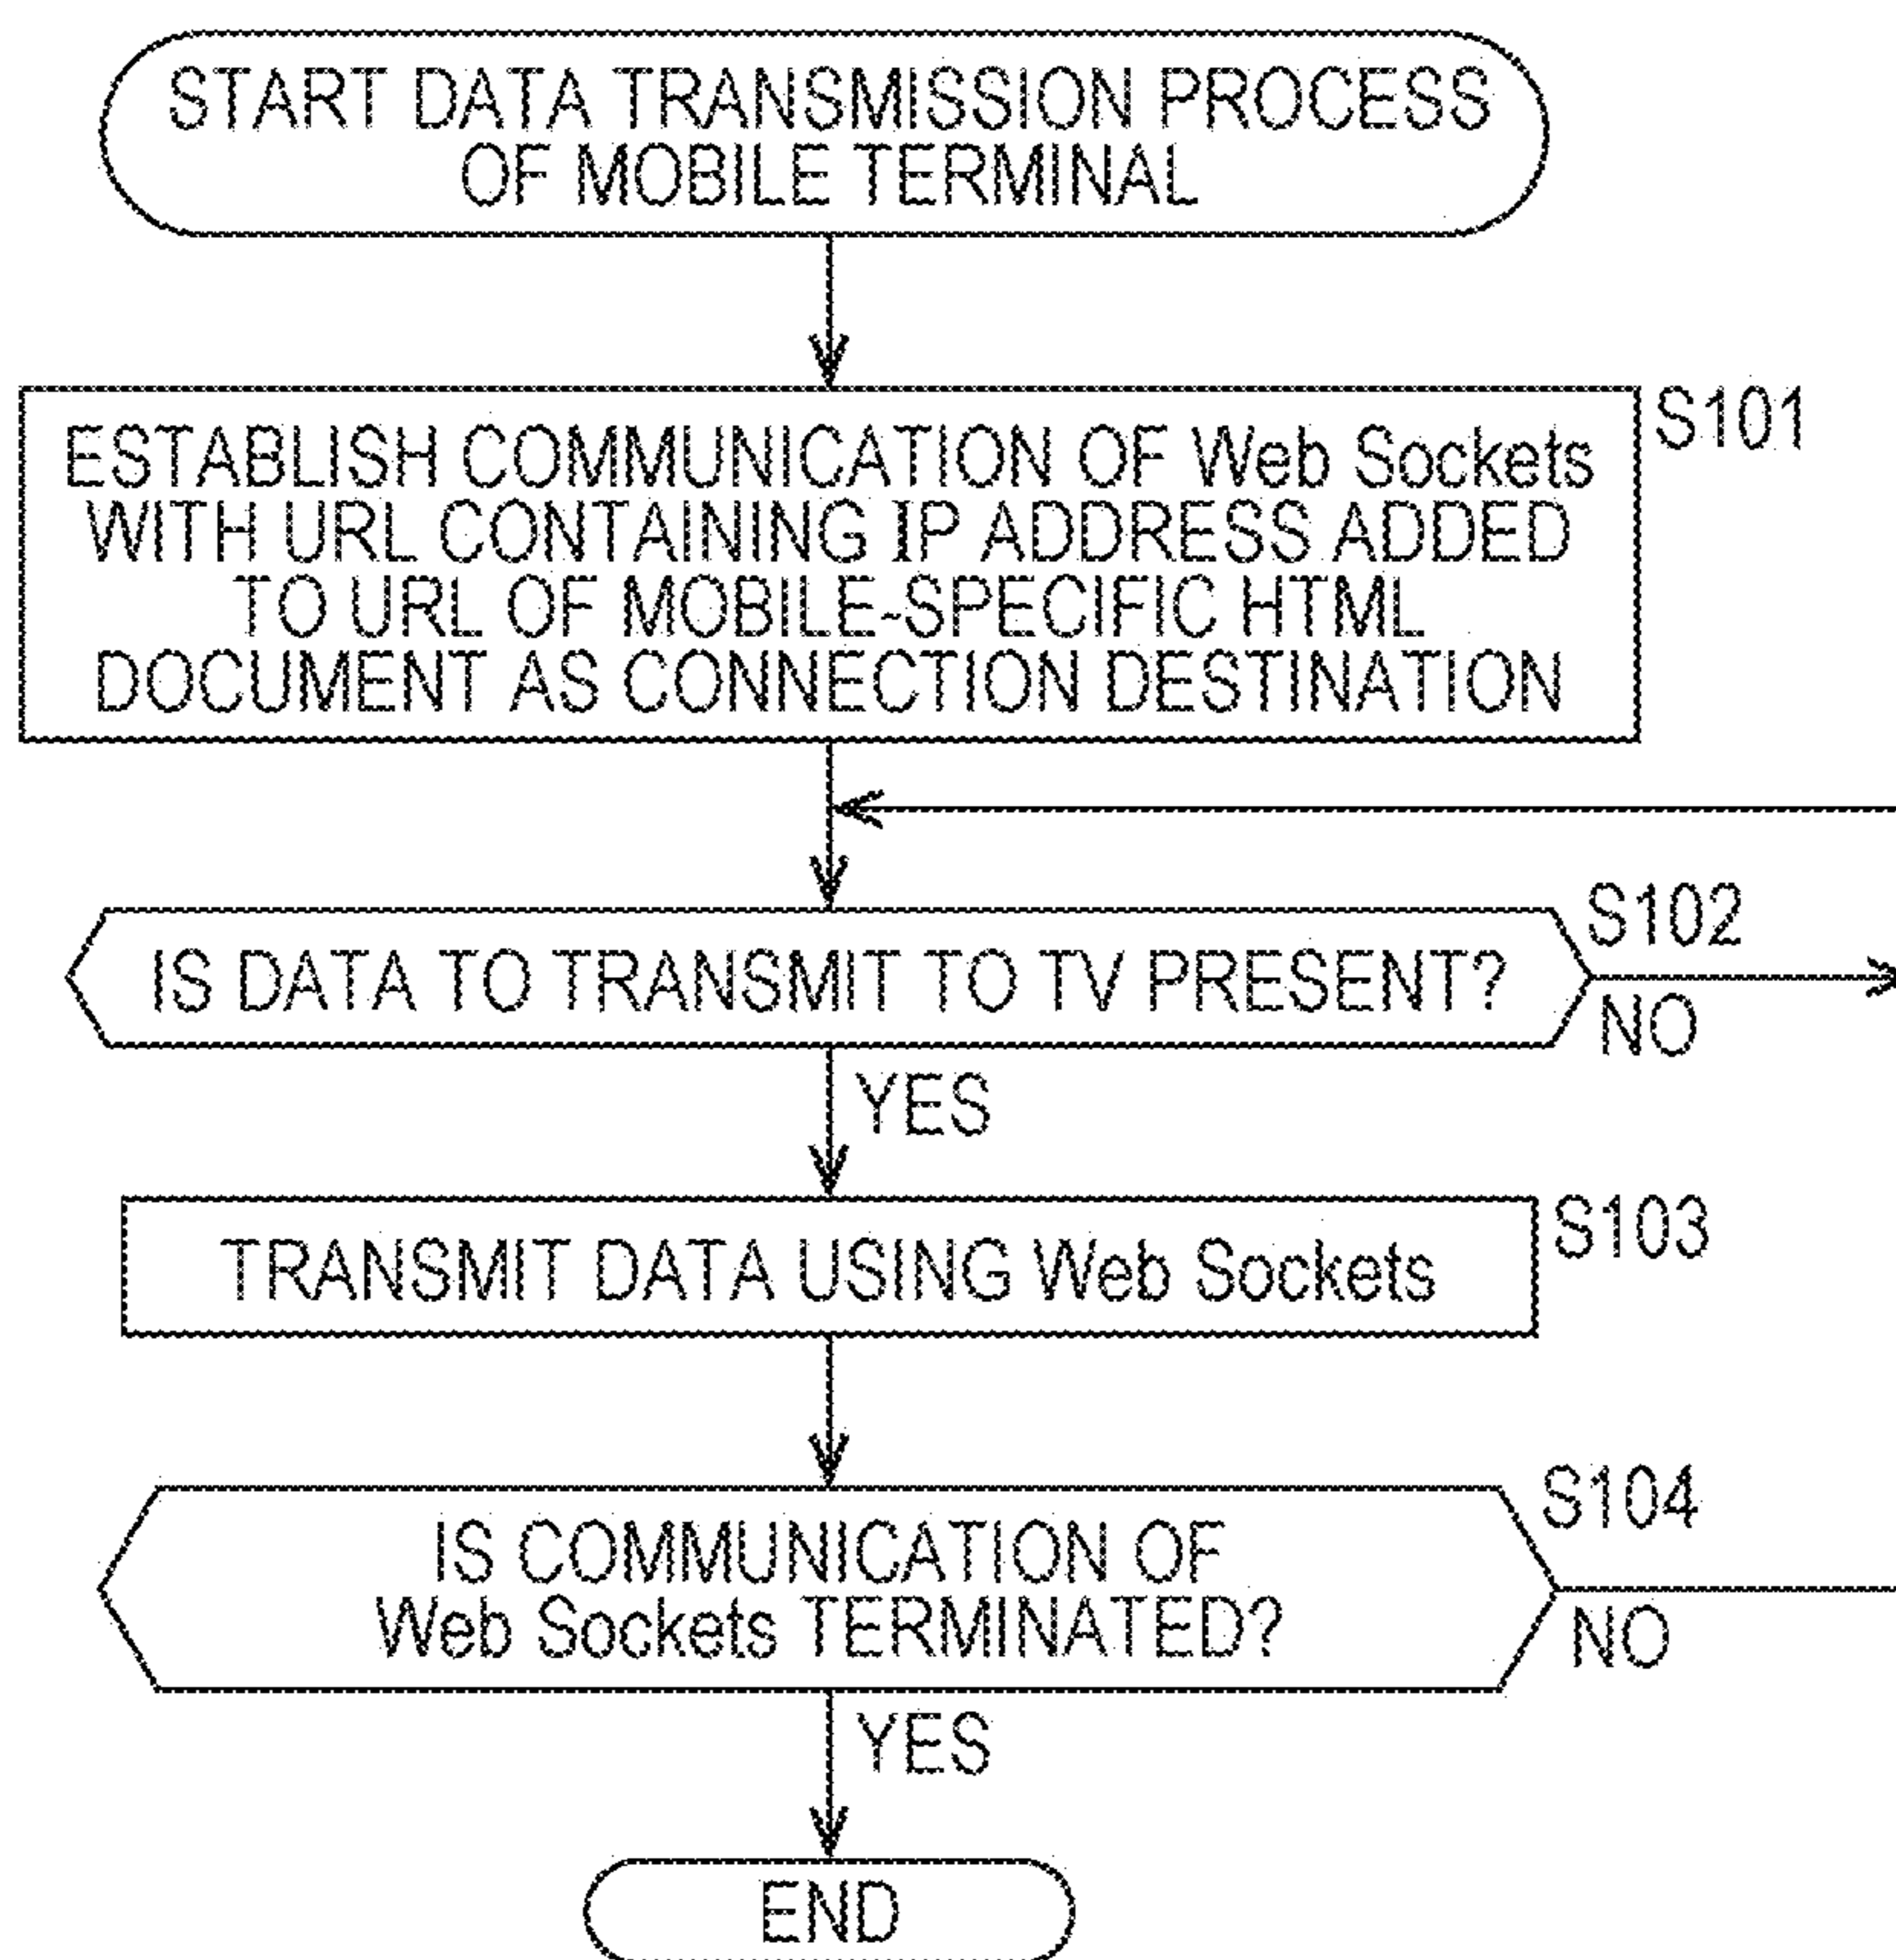 START DATA TRANSMISSION PROCESS
OF MOBILE TERMINAL
S101
ESTABLISH COMMUNICATION OF Web Sockets
WITH URL CONTAINING IP ADDRESS ADDED
TO URL OF MOBILE-SPECIFIC HTML
DOCUMENT AS CONNECTION DESTINATION
S102
IS DATA TO TRANSMIT TO TV PRESENT?
NO
YES
S103
TRANSMIT DATA USING Web Sockets
S104
IS COMMUNICATION OF
Web Sockets TERMINATED?
NO
YES
END